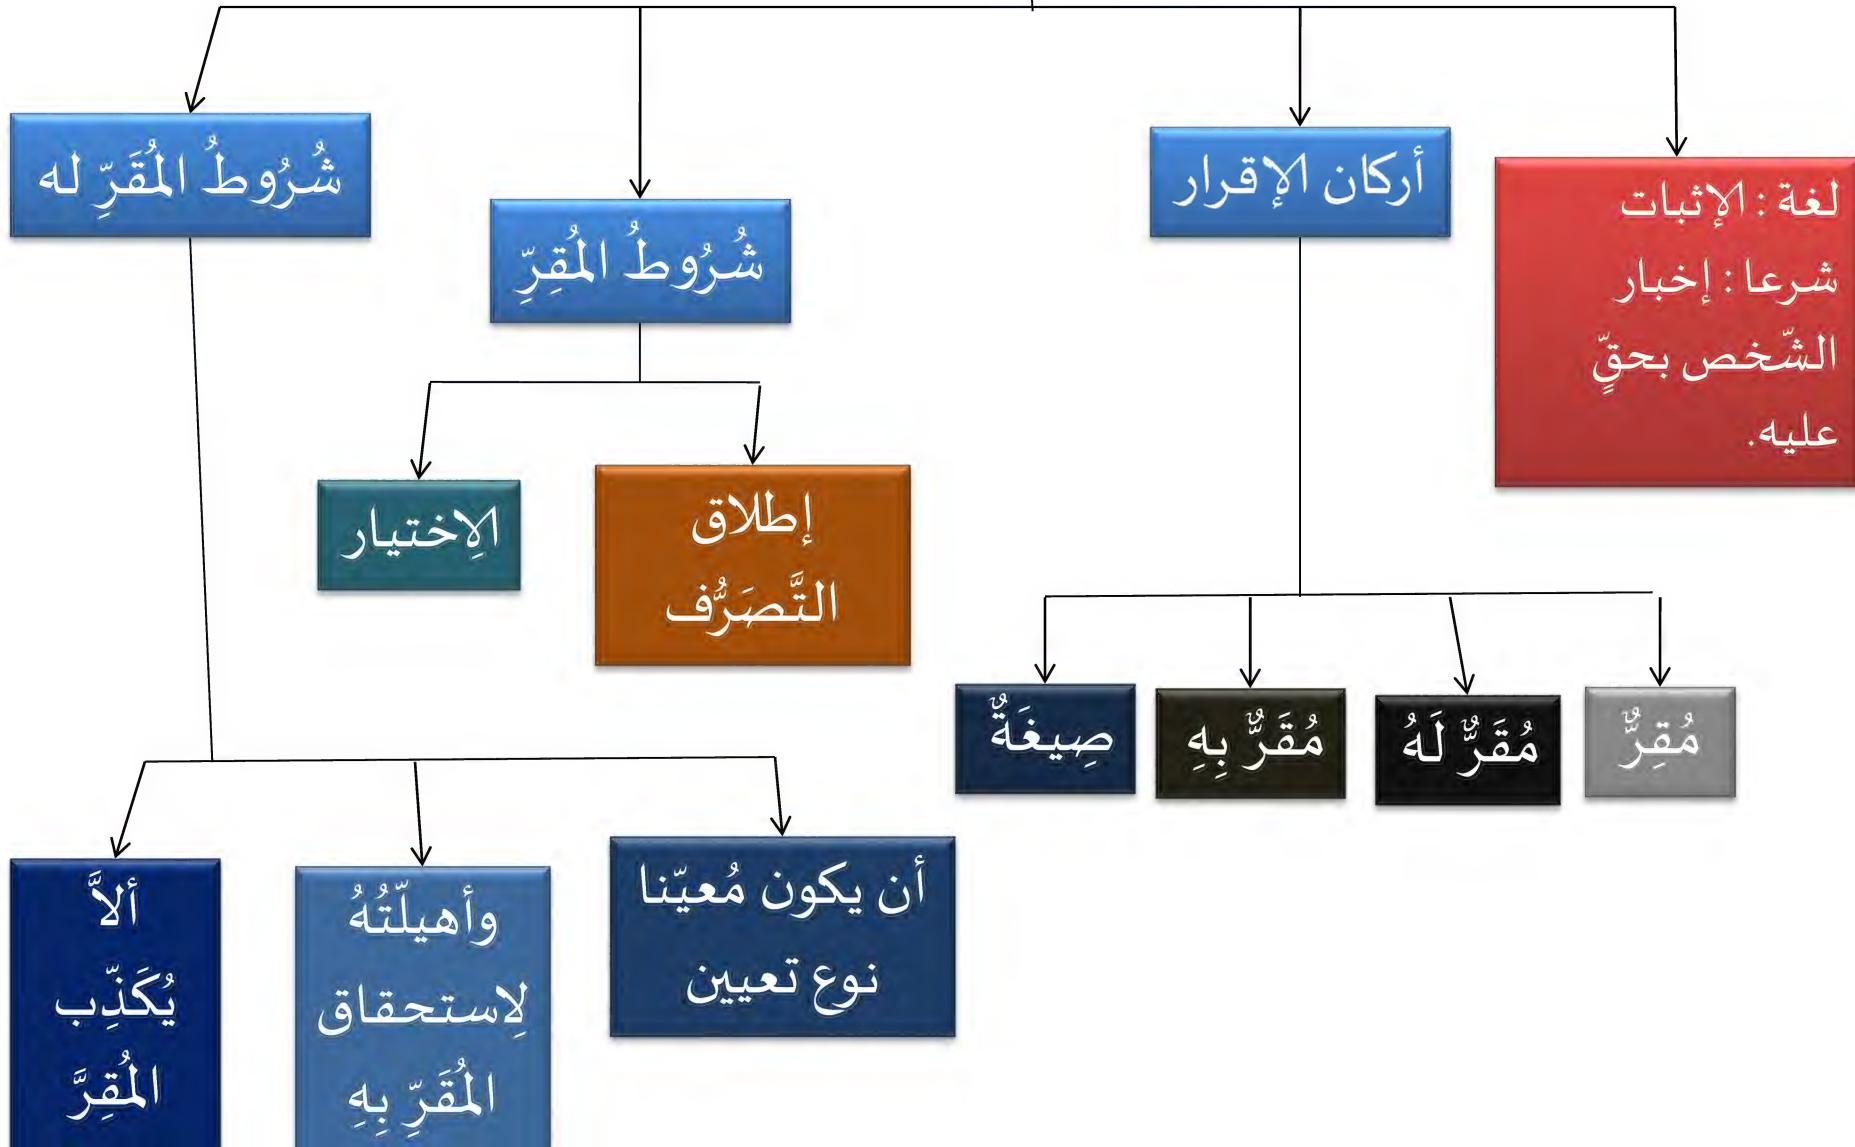 لغة : الإثبات
شرعا : إخبار
الشّخص بحقٍّ
عليه.
أركان الإقرار
مُقِرٌّ
مُقَرٌّ لَهُ
مُقَرٌّ بِهِ
صِيغَةٌ
شُرُوطُ المُقِرِّ
إطلاق
التَّصَرُّف
الِاختيار
شُرُوطُ المُقَرِّ له
أن يكون مُعيّنا
نوع تعيين
وأهيلّتُهُ
لِاستحقاق
المُقَرِّ بِهِ
ألاَّ
يُكَذِّب
المُقِرَّ